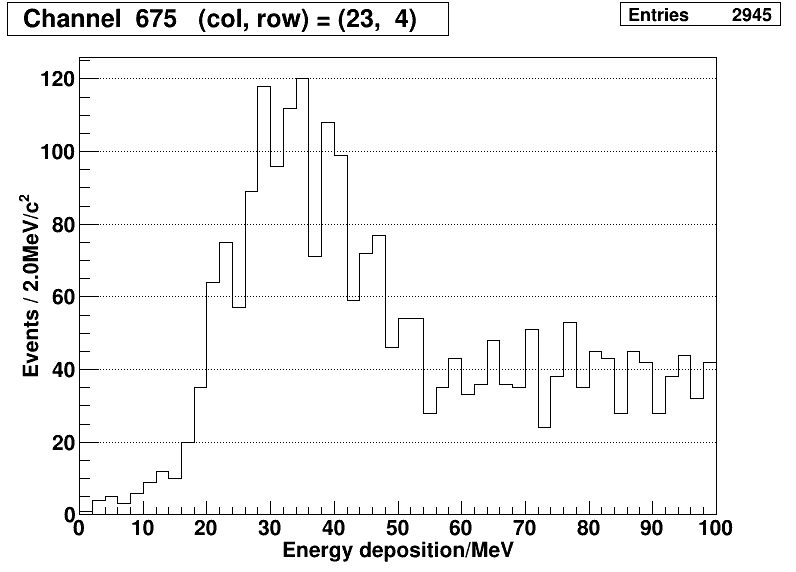 Channel 675 (col, row) = (23, 4)
Entries 2945
Events / 2.0MeV/c²
120
100
80
60
40
20
0
0 10 20 30 40 50 60 70 80 90 100
Energy deposition/MeV